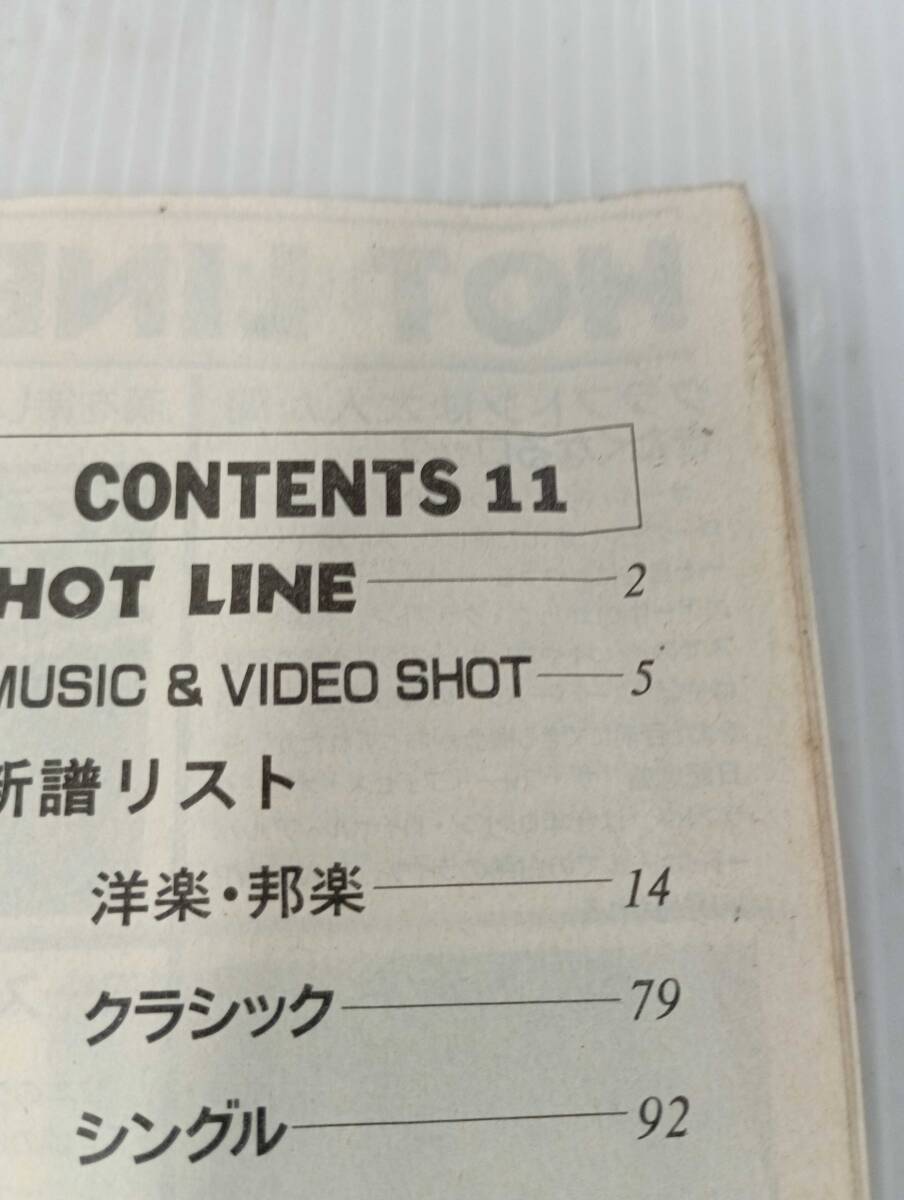 CONTENTS 11
HOT LINE 2
MUSIC & VIDEO SHOT 5
新譜リスト
洋楽・邦楽 14
クラシック 79
シングル 92